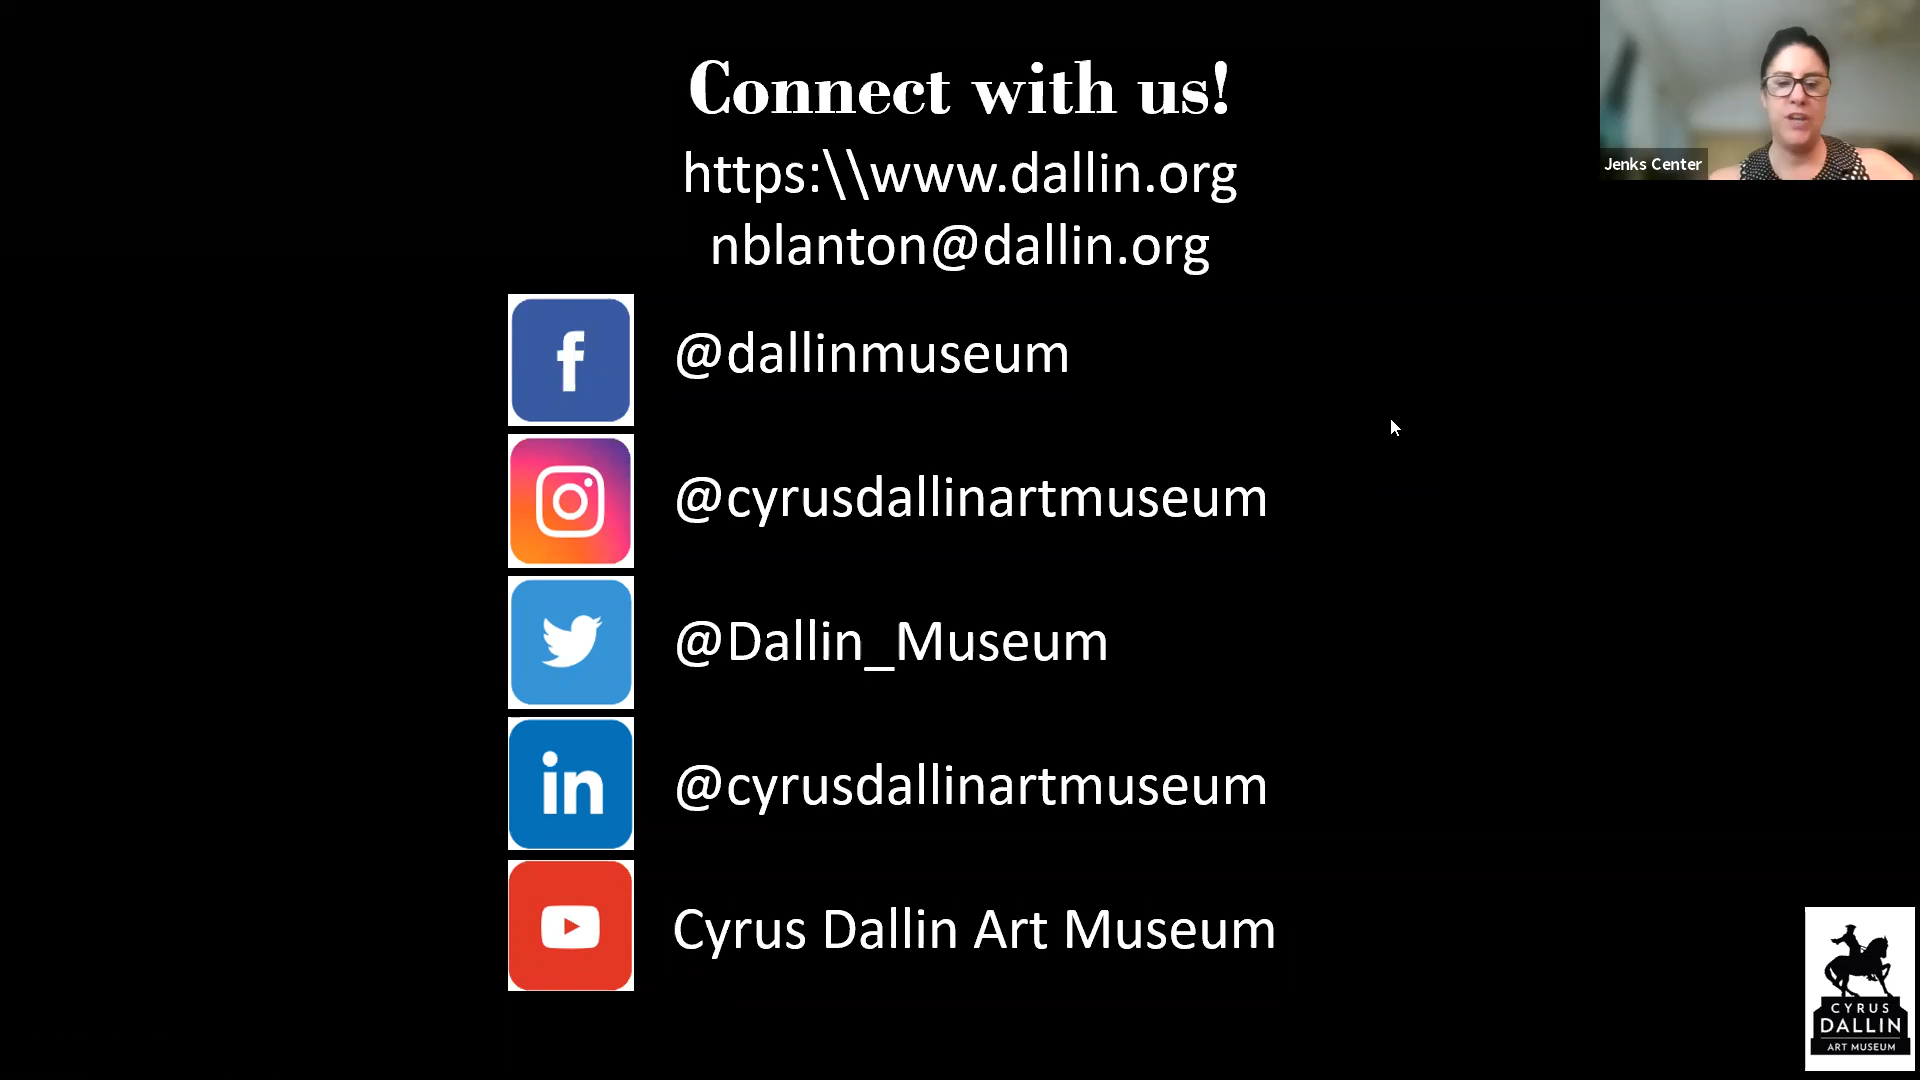 Connect with us!
https:\\www.dallin.org
nblanton@dallin.org
@dallinmuseum
@cyrusdallinartmuseum
@Dallin_Museum
in
@cyrusdallinartmuseum
Cyrus Dallin Art Museum
Jenks Center
CYRUS
DALLIN
ART MUSEUM